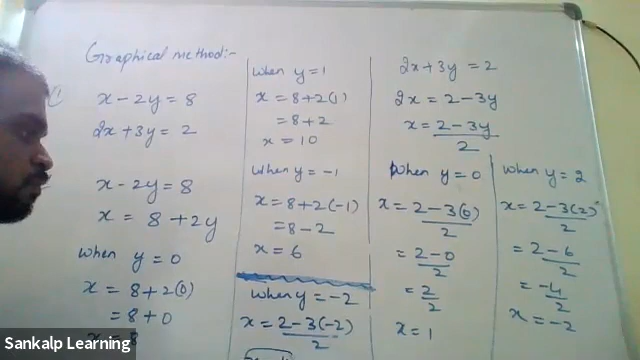 Graphical method:-
x - 2y = 8
2x + 3y = 2
x - 2y = 8
x = 8 + 2y
when y = 0
x = 8 + 2(0)
= 8 + 0
x = 8
when y = 1
x = 8 + 2(1)
= 8 + 2
x = 10
when y = -1
x = 8 + 2(-1)
= 8 - 2
x = 6
when y = -2
x = 2 - 3(-2)
2
2x + 3y = 2
2x = 2 - 3y
x = 2 - 3y
2
when y = 0
x = 2 - 3(0)
2
= 2 - 0
2
= 2
2
x = 1
when y = 2
x = 2 - 3(2)
2
= 2 - 6
2
= -4
2
x = -2
Sankalp Learning